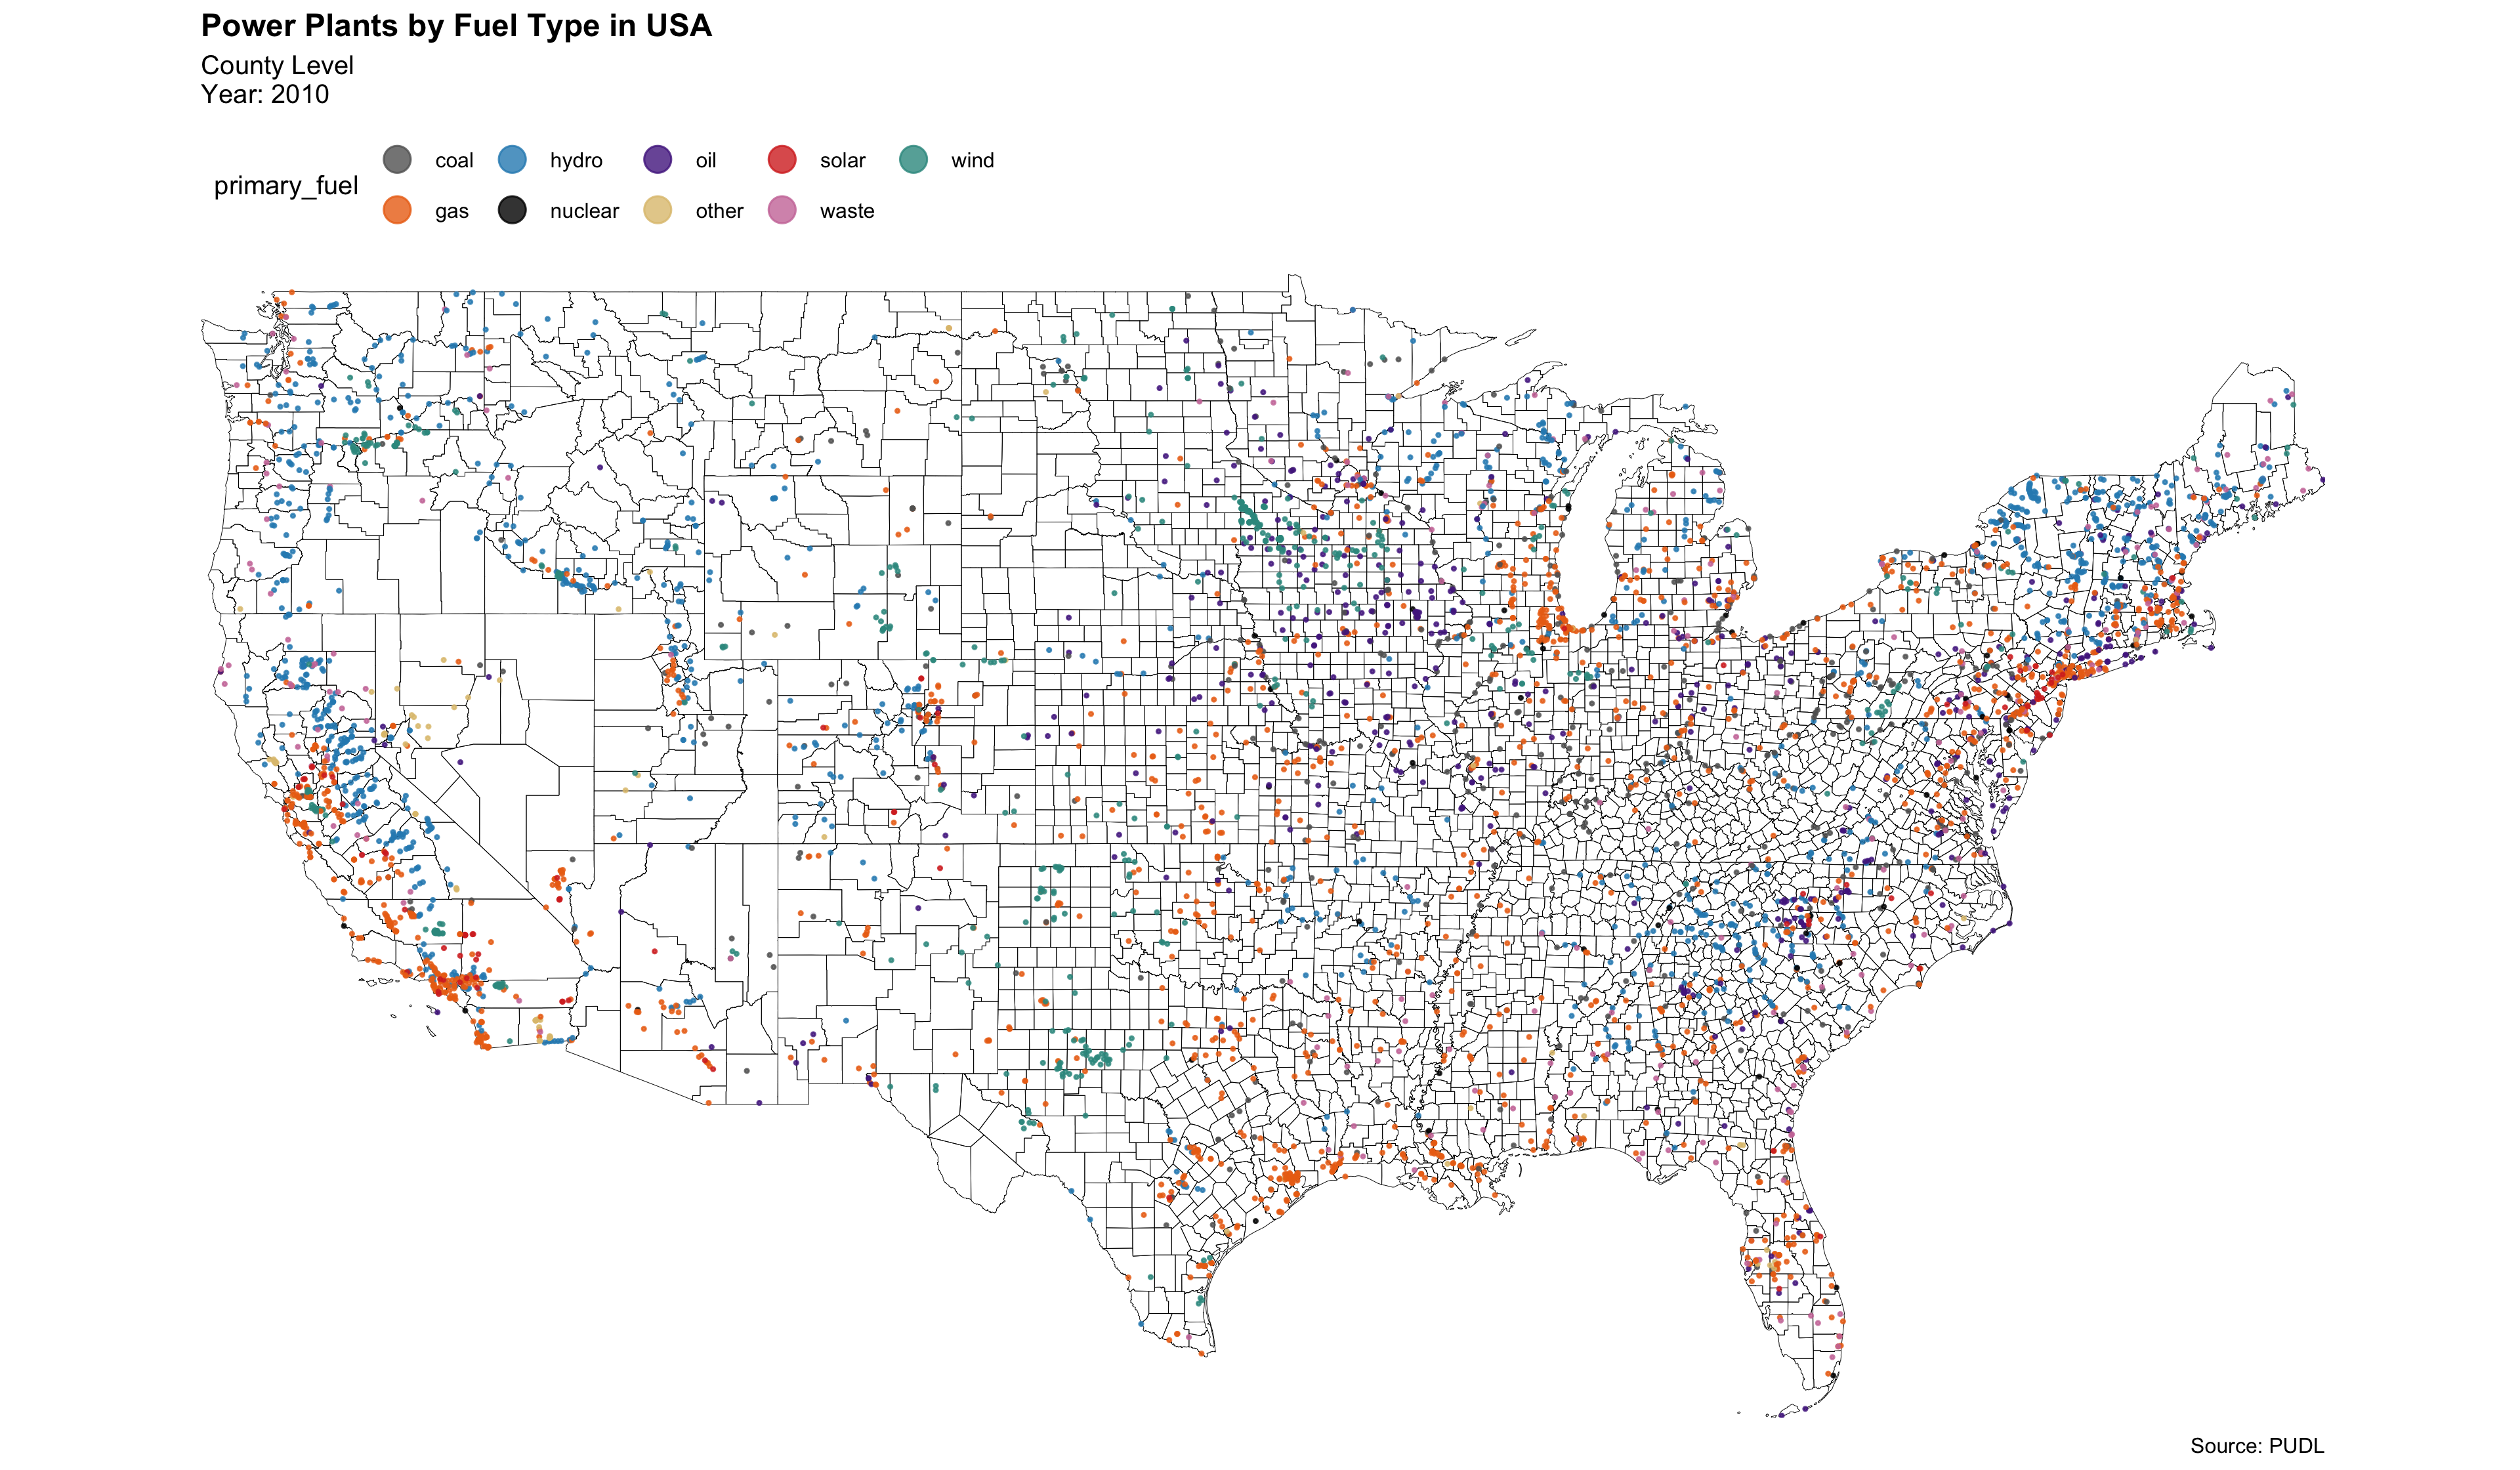 Power Plants by Fuel Type in USA
County Level
Year: 2010
primary_fuel
coal hydro oil solar wind
gas nuclear other waste
Source: PUDL